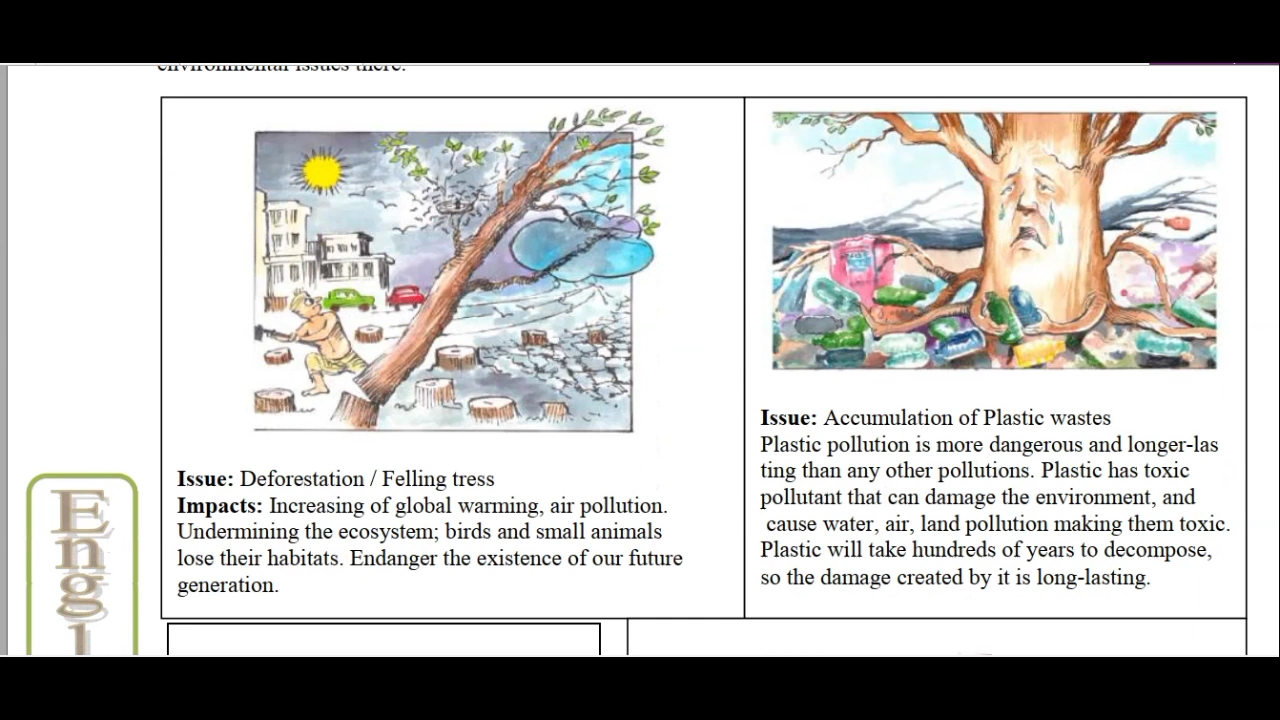 environmental issues there.
Issue: Deforestation / Felling tress
Impacts: Increasing of global warming, air pollution.
Undermining the ecosystem; birds and small animals
lose their habitats. Endanger the existence of our future
generation.
Issue: Accumulation of Plastic wastes
Plastic pollution is more dangerous and longer-las
ting than any other pollutions. Plastic has toxic
pollutant that can damage the environment, and
cause water, air, land pollution making them toxic.
Plastic will take hundreds of years to decompose,
so the damage created by it is long-lasting.
Engl